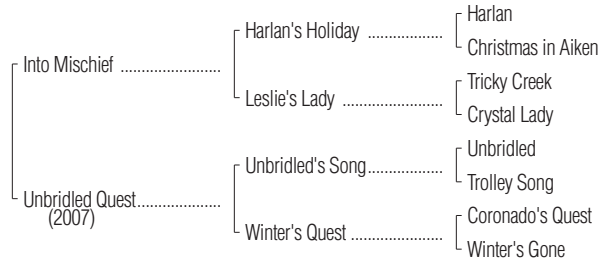 Harlan
Harlan's Holiday ..................
Christmas in Aiken
Into Mischief ........................
Tricky Creek
Leslie's Lady ........................
Crystal Lady
Unbridled
Unbridled's Song..................
Trolley Song
Unbridled Quest....................
(2007)
Coronado's Quest
Winter's Quest ......................
Winter's Gone